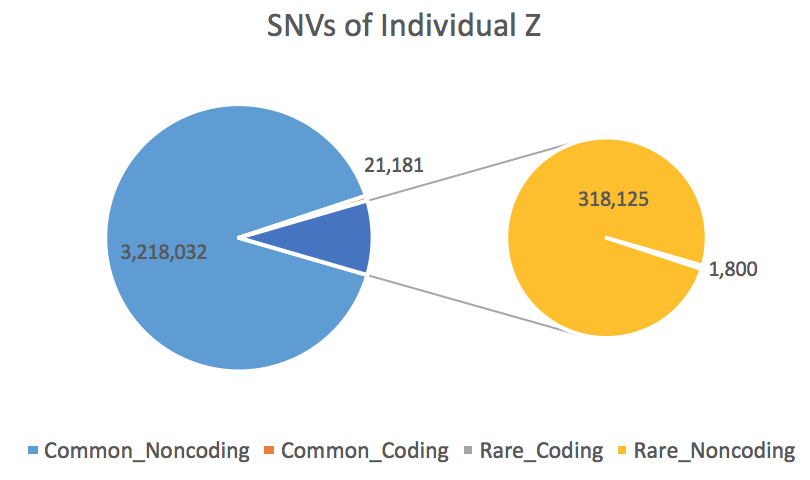 SNVs of Individual Z
21,181
318,125
3,218,032
1,800
Common_Noncoding Common_Coding Rare_Coding Rare_Noncoding